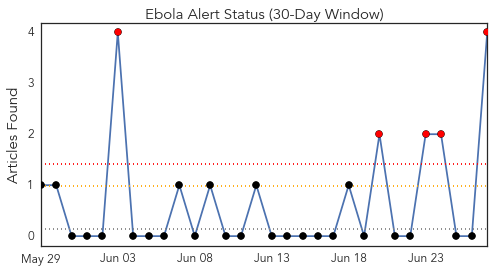 Ebola Alert Status (30-Day Window)
Articles Found
4
3
2
1
0
May 29
Jun 03
Jun 08
Jun 13
Jun 18
Jun 23